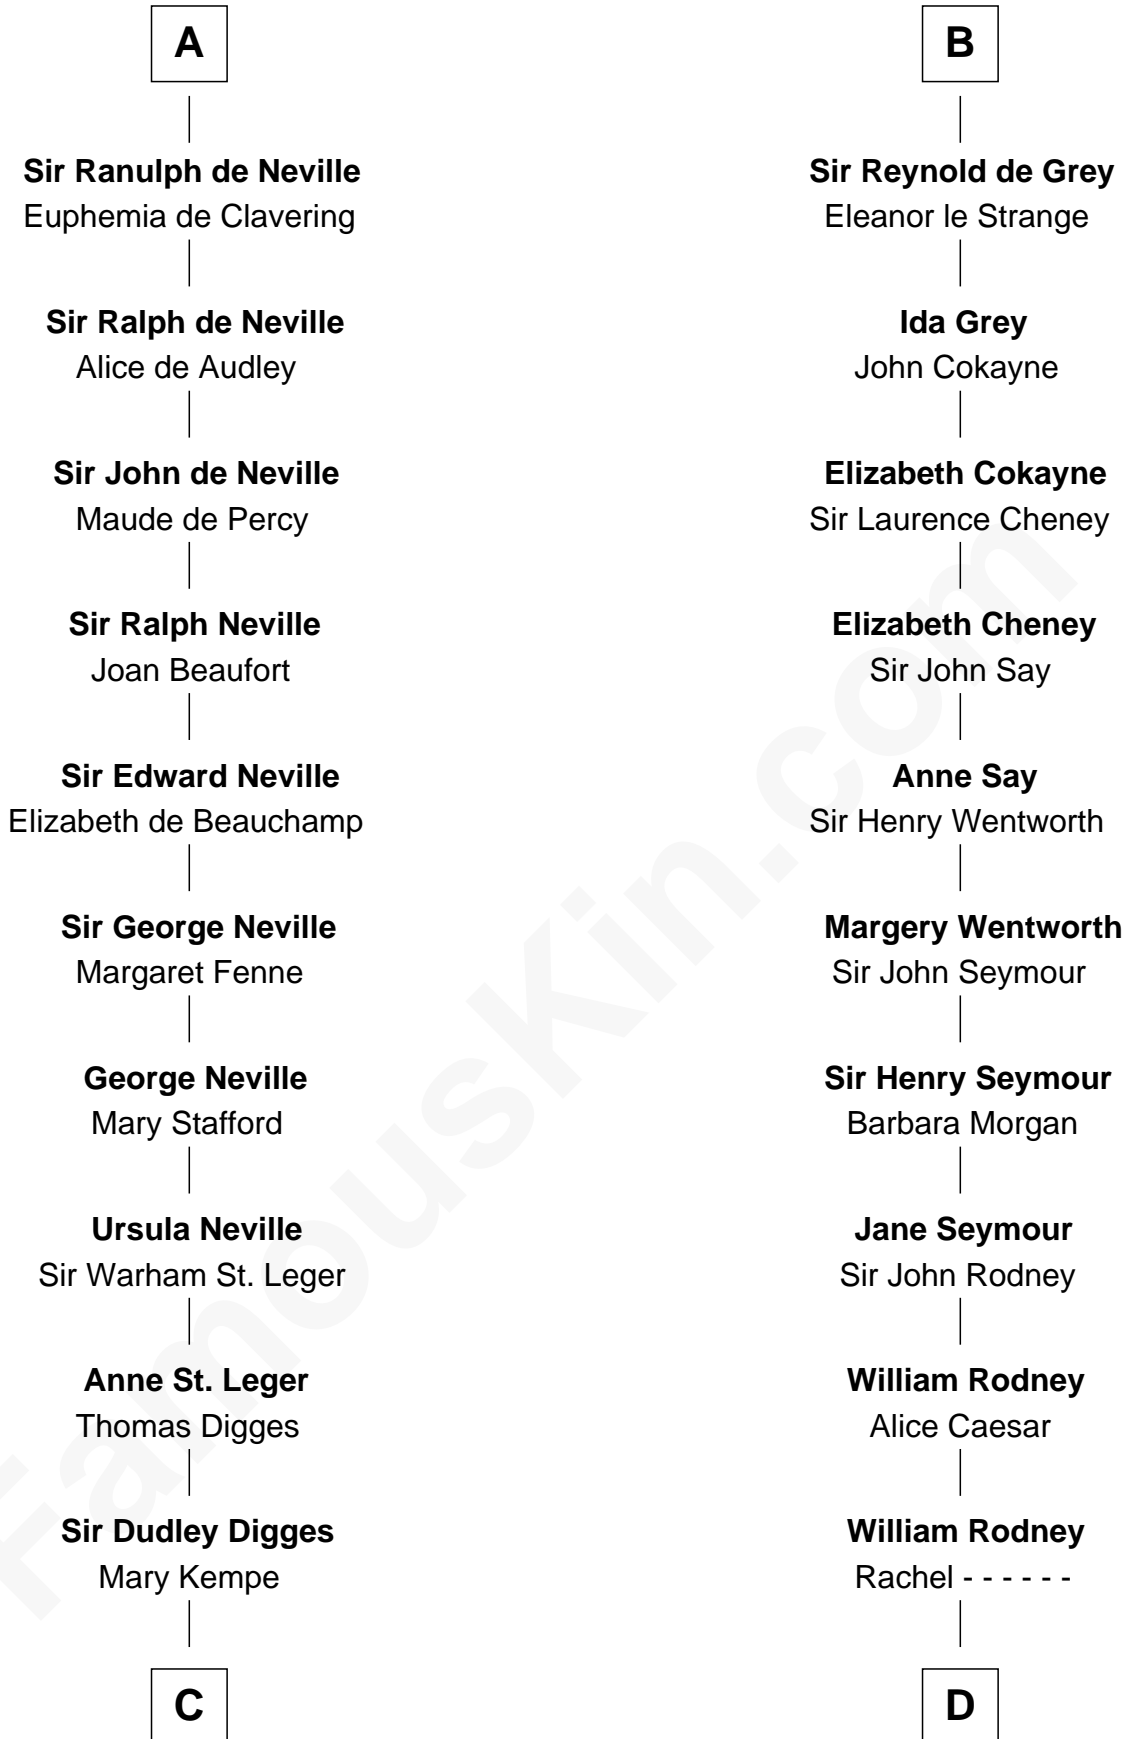 A
Sir Ranulph de Neville
Euphemia de Clavering
Sir Ralph de Neville
Alice de Audley
Sir John de Neville
Maude de Percy
Sir Ralph Neville
Joan Beaufort
Sir Edward Neville
Elizabeth de Beauchamp
Sir George Neville
Margaret Fenne
George Neville
Mary Stafford
Ursula Neville
Sir Warham St. Leger
Anne St. Leger
Thomas Digges
Sir Dudley Digges
Mary Kempe
C
B
Sir Reynold de Grey
Eleanor le Strange
Ida Grey
John Cokayne
Elizabeth Cokayne
Sir Laurence Cheney
Elizabeth Cheney
Sir John Say
Anne Say
Sir Henry Wentworth
Margery Wentworth
Sir John Seymour
Sir Henry Seymour
Barbara Morgan
Jane Seymour
Sir John Rodney
William Rodney
Alice Caesar
William Rodney
Rachel - - - - - -
D
FamousKin.com